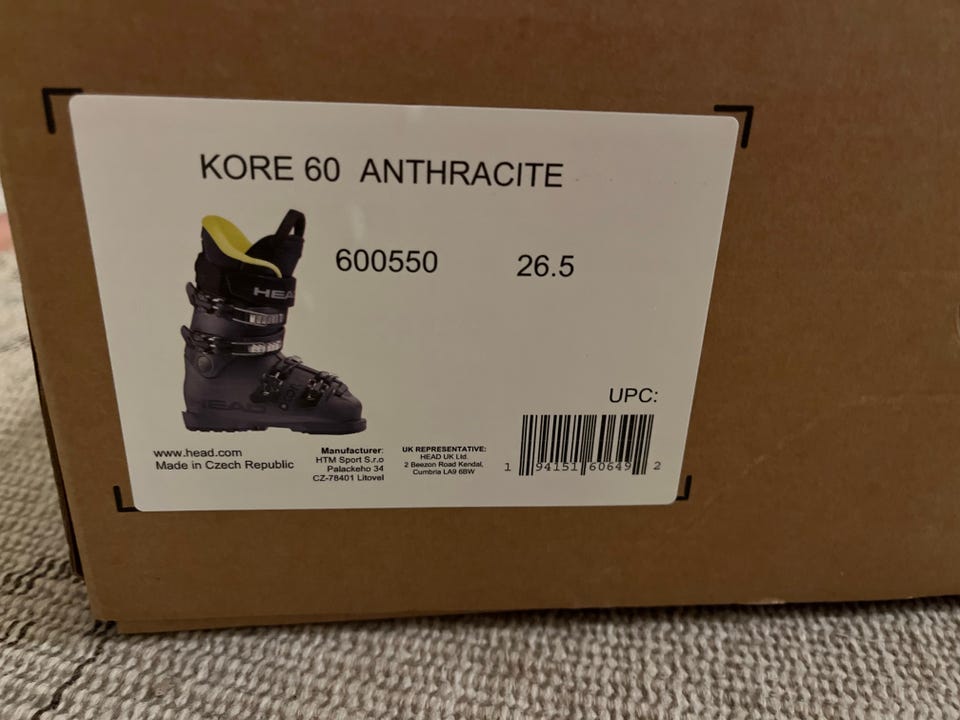 KORE 60 ANTHRACITE
600550 26.5
HEAD
HEAD
UPC:
www.head.com
Made in Czech Republic
Manufacturer:
HTM Sport S.r.o
Palackeho 34
CZ-78401 Litovel
UK REPRESENTATIVE:
HEAD UK Ltd.
2 Beezon Road Kendal,
Cumbria LA9 6BW
1 94151 60649 2